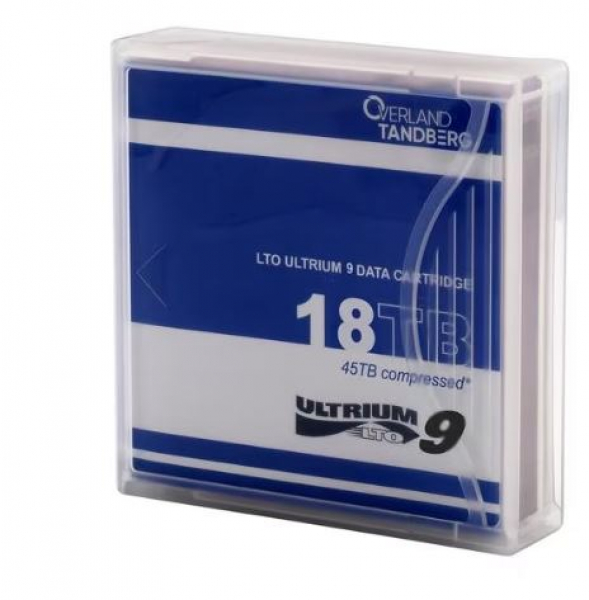 OVERLAND
TANDBERG
LTO ULTRIUM 9 DATA CARTRIDGE
18TB
45TB compressed*
ULTRIUM
LTO 9